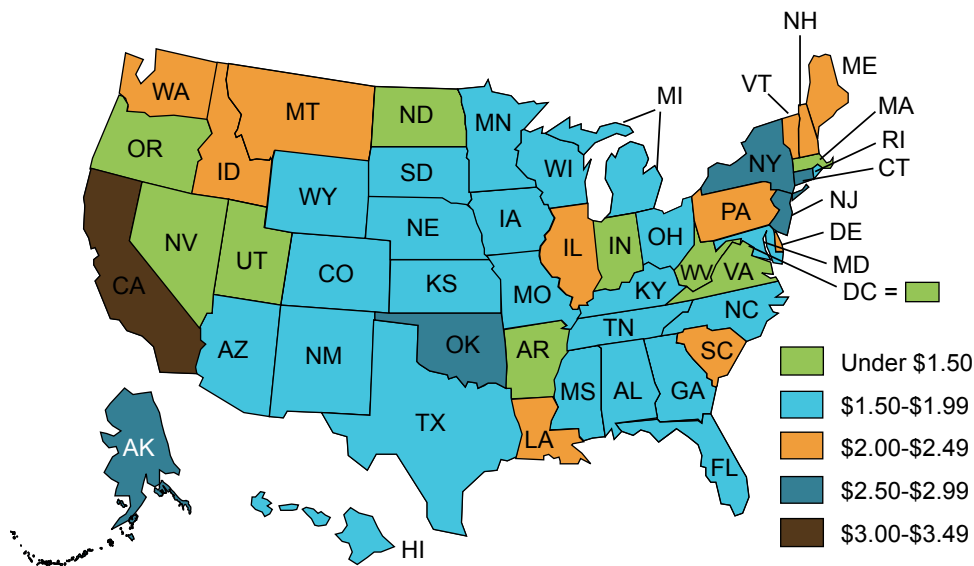 NH
VT
ME
WA
MT
ND
MN
MI
MA
OR
ID
SD
WI
NY
RI
CT
WY
IA
PA
NJ
NV
UT
NE
IL
IN
OH
DE
CA
CO
KS
MO
WV
VA
MD
KY
DC =
AZ
NM
OK
AR
TN
NC
SC
Under $1.50
TX
MS
AL
GA
$1.50-$1.99
AK
LA
$2.00-$2.49
FL
$2.50-$2.99
HI
$3.00-$3.49